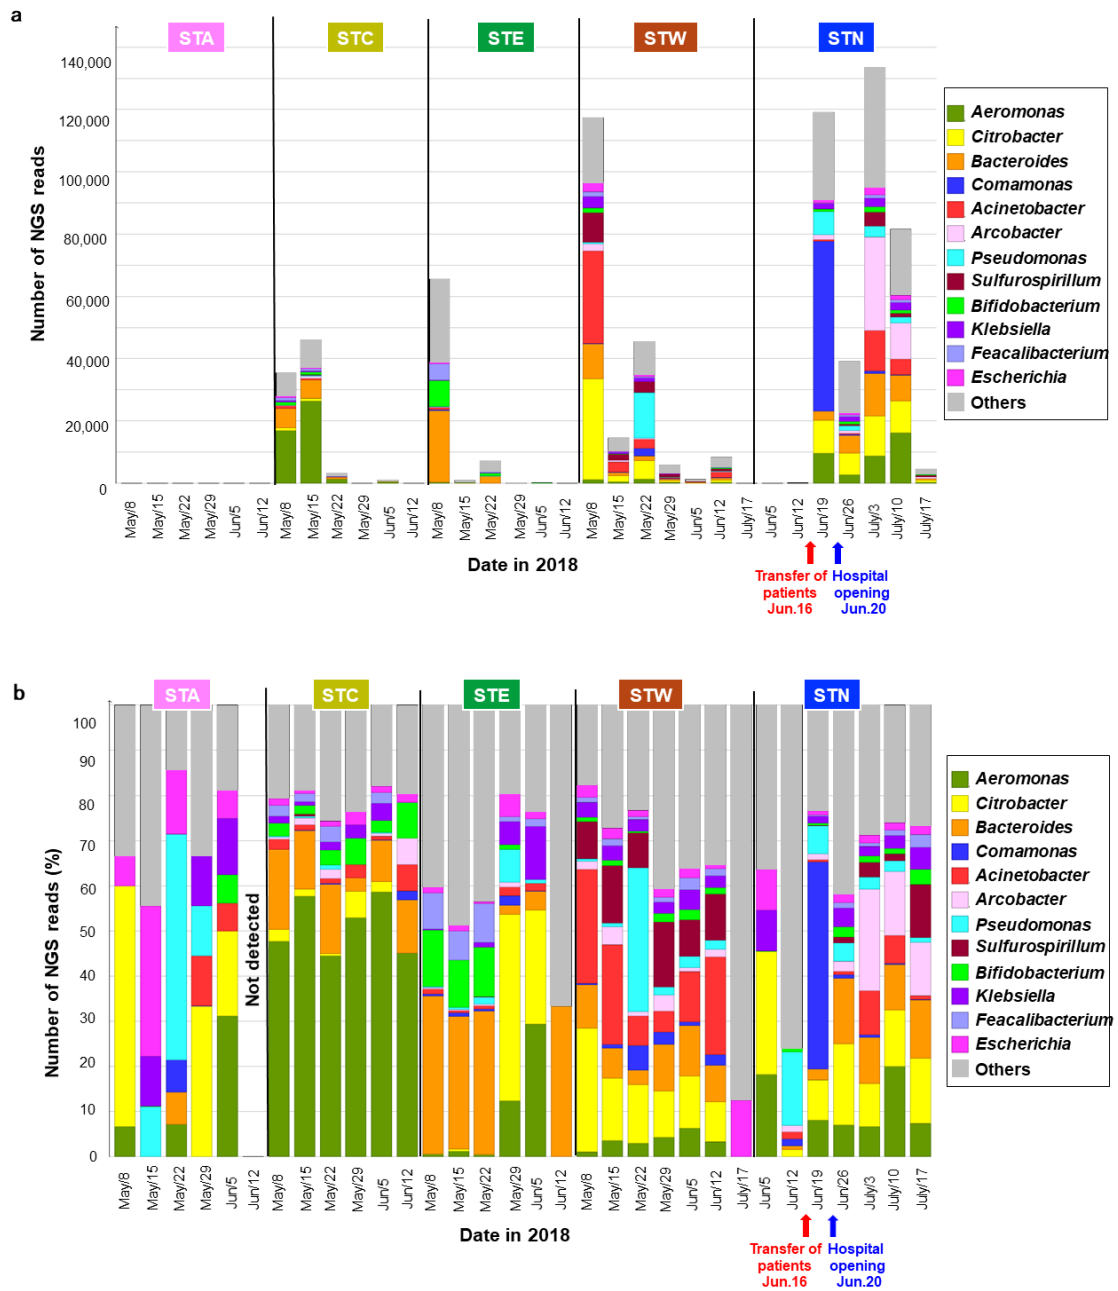 a
STA
STC
STE
STW
STN
Number of NGS reads
140,000
120,000
100,000
80,000
60,000
40,000
20,000
0
May/8
May/15
May/22
May/29
Jun/5
Jun/12
May/8
May/15
May/22
May/29
Jun/5
Jun/12
May/8
May/15
May/22
May/29
Jun/5
Jun/12
May/8
May/15
May/22
May/29
Jun/5
Jun/12
July/17
Jun/5
Jun/12
Jun/19
Jun/26
July/3
July/10
July/17
Date in 2018
Transfer of
patients
Jun.16
Hospital
opening
Jun.20
Aeromonas
Citrobacter
Bacteroides
Comamonas
Acinetobacter
Arcobacter
Pseudomonas
Sulfurospirillum
Bifidobacterium
Klebsiella
Feacalibacterium
Escherichia
Others
b
STA
STC
STE
STW
STN
Number of NGS reads (%)
100
90
80
70
60
50
40
30
20
10
0
Not detected
May/8
May/15
May/22
May/29
Jun/5
Jun/12
May/8
May/15
May/22
May/29
Jun/5
Jun/12
May/8
May/15
May/22
May/29
Jun/5
Jun/12
May/8
May/15
May/22
May/29
Jun/5
Jun/12
July/17
Jun/5
Jun/12
Jun/19
Jun/26
July/3
July/10
July/17
Date in 2018
Transfer of
patients
Jun.16
Hospital
opening
Jun.20
Aeromonas
Citrobacter
Bacteroides
Comamonas
Acinetobacter
Arcobacter
Pseudomonas
Sulfurospirillum
Bifidobacterium
Klebsiella
Feacalibacterium
Escherichia
Others